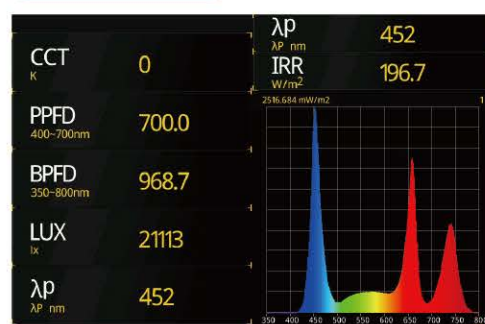 CCT
K
0
PPFD
400~700nm
700.0
BPFD
350~800nm
968.7
LUX
lx
21113
λp
λP nm
452
λp
λP nm
452
IRR
W/m2
196.7
2516.684 mW/m2
1
350 400 450 500 550 600 650 700 750 800